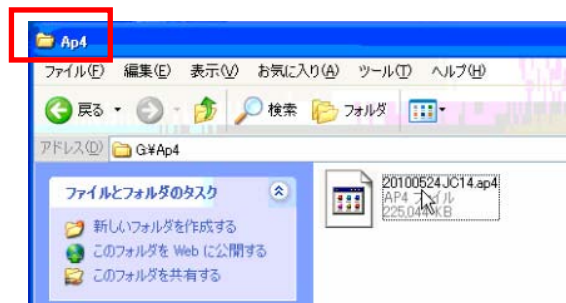 Ap4
ファイル(F) 編集(E) 表示(V) お気に入り(A) ツール(T) ヘルプ(H)
戻る 検索 フォルダ
アドレス(D) G:¥Ap4
ファイルとフォルダのタスク
新しいフォルダを作成する
このフォルダを Web に公開する
このフォルダを共有する
20100524JC14.ap4
AP4 ファイル
KB